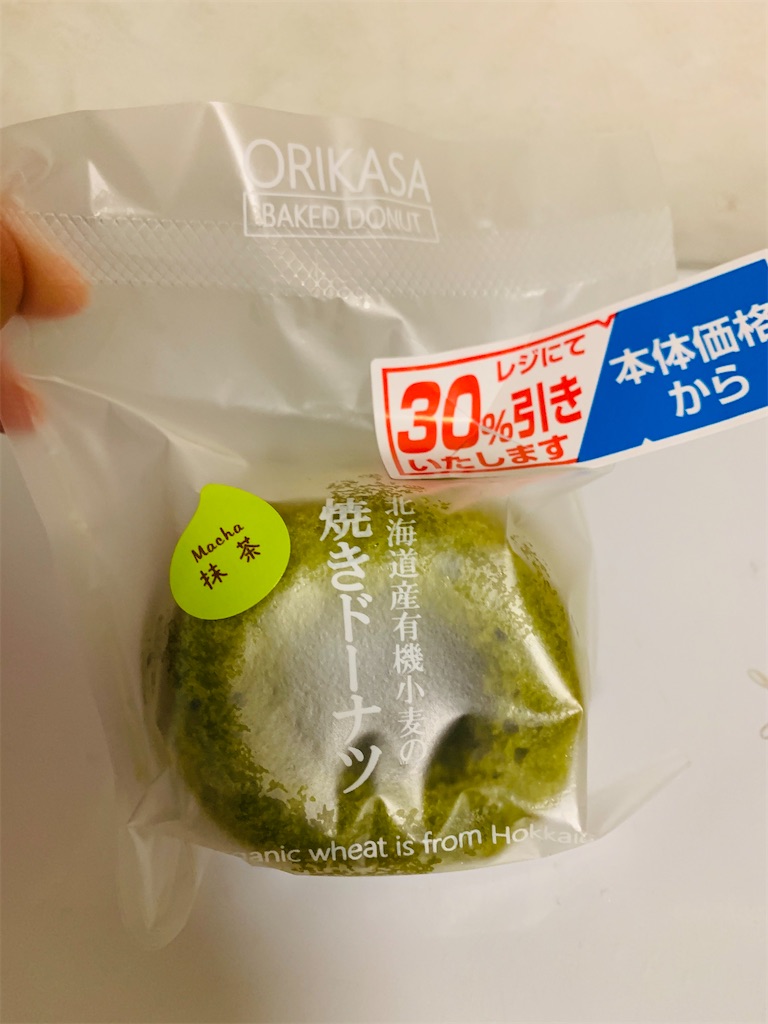 ORIKASA
BAKED DONUT
本体価格
から
レジにて
30%引き
いたします
Macha
抹茶
北海道産有機小麦の
焼きドーナツ
wheat is from